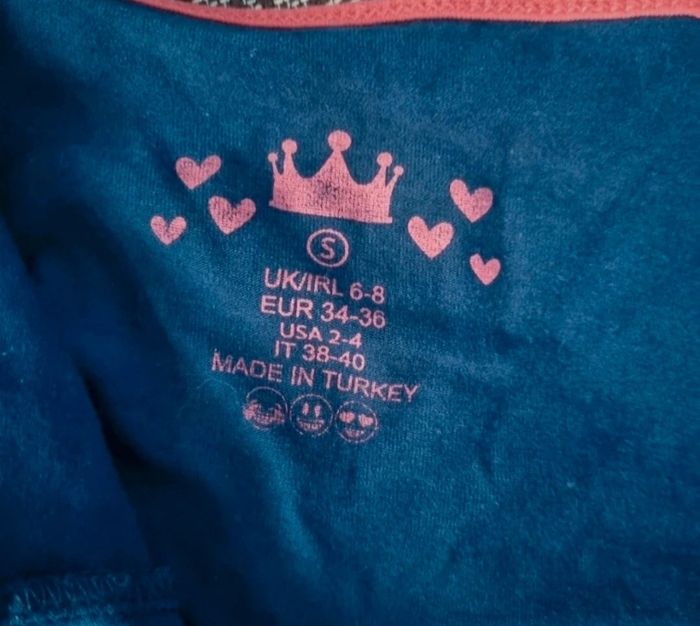 S
UK/IRL 6-8
EUR 34-36
USA 2-4
IT 38-40
MADE IN TURKEY